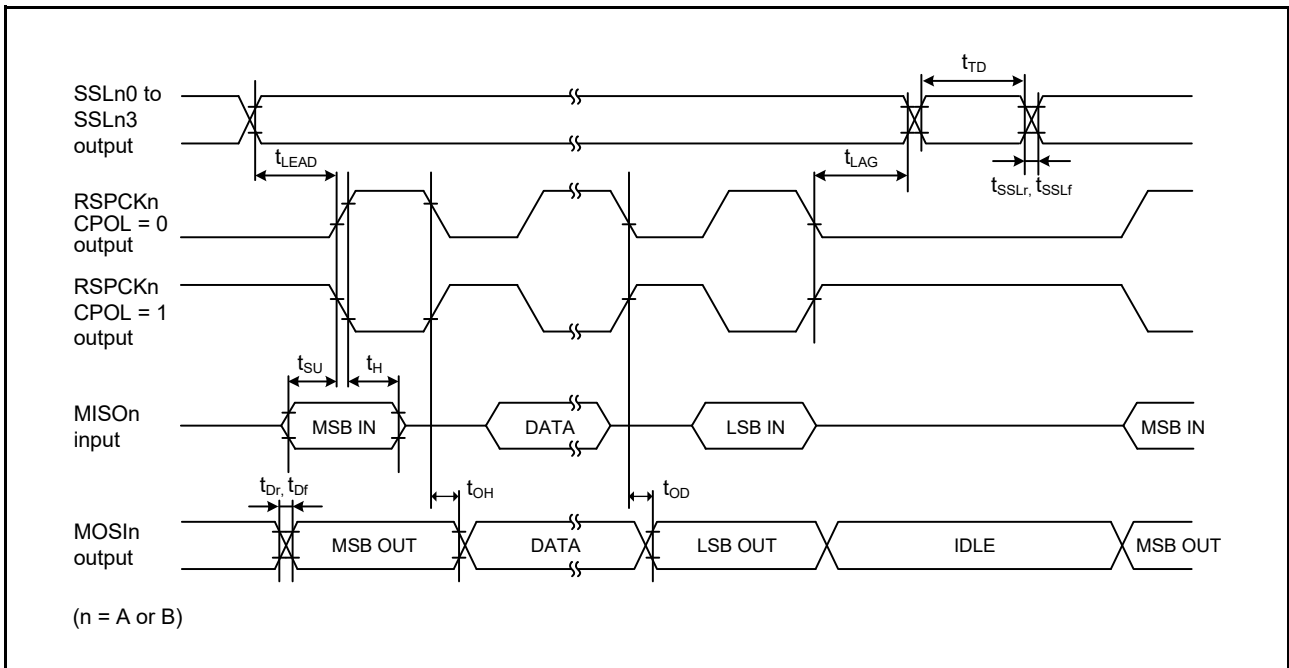 SSLn0 to
SSLn3
output
tTD
tLEAD
tLAG
tSSLr, tSSLf
RSPCKn
CPOL = 0
output
RSPCKn
CPOL = 1
output
tSU
tH
MISOn
input
MSB IN
DATA
LSB IN
MSB IN
tDr, tDf
tOH
tOD
MOSIn
output
MSB OUT
DATA
LSB OUT
IDLE
MSB OUT
(n = A or B)